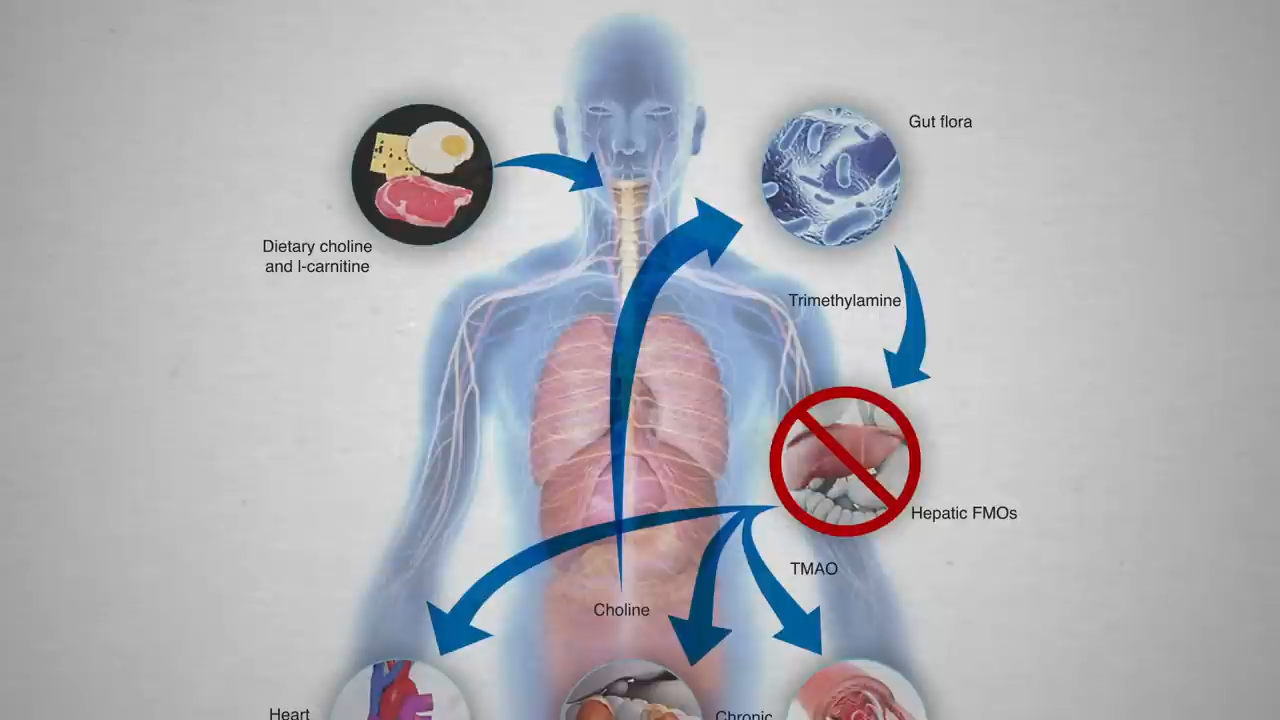 Gut flora
Dietary choline
and l-carnitine
Trimethylamine
Hepatic FMOs
TMAO
Choline
Heart
Chronic